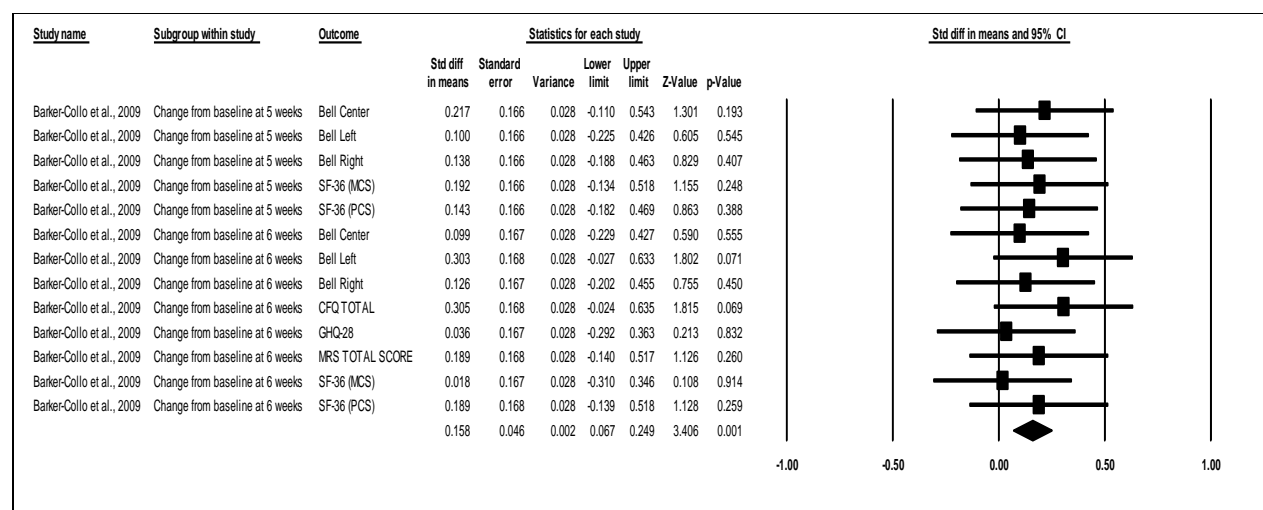 Study name Subgroup within study Outcome Statistics for each study Std diff in means and 95% CI
Std diff Standard Lower Upper
in means error Variance limit limit Z-Value p-Value
Barker-Collo et al., 2009 Change from baseline at 5 weeks Bell Center 0.217 0.166 0.028 -0.110 0.543 1.301 0.193
Barker-Collo et al., 2009 Change from baseline at 5 weeks Bell Left 0.100 0.166 0.028 -0.225 0.426 0.605 0.545
Barker-Collo et al., 2009 Change from baseline at 5 weeks Bell Right 0.138 0.166 0.028 -0.188 0.463 0.829 0.407
Barker-Collo et al., 2009 Change from baseline at 5 weeks SF-36 (MCS) 0.192 0.166 0.028 -0.134 0.518 1.155 0.248
Barker-Collo et al., 2009 Change from baseline at 5 weeks SF-36 (PCS) 0.143 0.166 0.028 -0.182 0.469 0.863 0.388
Barker-Collo et al., 2009 Change from baseline at 6 weeks Bell Center 0.099 0.167 0.028 -0.229 0.427 0.590 0.555
Barker-Collo et al., 2009 Change from baseline at 6 weeks Bell Left 0.303 0.168 0.028 -0.027 0.633 1.802 0.071
Barker-Collo et al., 2009 Change from baseline at 6 weeks Bell Right 0.126 0.167 0.028 -0.202 0.455 0.755 0.450
Barker-Collo et al., 2009 Change from baseline at 6 weeks CFQ TOTAL 0.305 0.168 0.028 -0.024 0.635 1.815 0.069
Barker-Collo et al., 2009 Change from baseline at 6 weeks GHQ-28 0.036 0.167 0.028 -0.292 0.363 0.213 0.832
Barker-Collo et al., 2009 Change from baseline at 6 weeks MRS TOTAL SCORE 0.189 0.168 0.028 -0.140 0.517 1.126 0.260
Barker-Collo et al., 2009 Change from baseline at 6 weeks SF-36 (MCS) 0.018 0.167 0.028 -0.310 0.346 0.108 0.914
Barker-Collo et al., 2009 Change from baseline at 6 weeks SF-36 (PCS) 0.189 0.168 0.028 -0.139 0.518 1.128 0.259
0.158 0.046 0.002 0.067 0.249 3.406 0.001
-1.00 -0.50 0.00 0.50 1.00